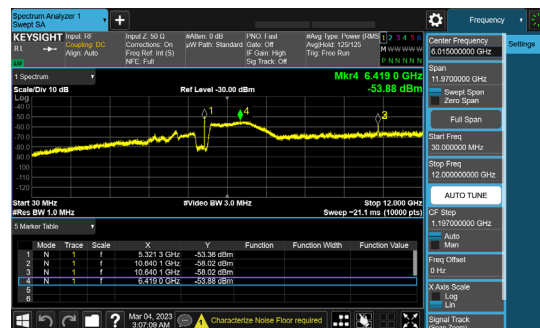 Spectrum Analyzer 1
Swept SA
+
Frequency
KEYSIGHT
Input: RF
Coupling: DC
Align: Auto
Input Z: 50 Ω
Corrections: On
Freq Ref: Int (S)
NFE: Full
#Atten: 0 dB
µW Path: Standard
PNO: Fast
Gate: Off
IF Gain: High
Sig Track: Off
#Avg Type: Power (RMS
Avg|Hold: 125/125
Trig: Free Run
1 2 3 4 5 6
M W W W W W
P N N N N N
Center Frequency
6.015000000 GHz
Settings
Span
11.9700000 GHz
Swept Span
Zero Span
Full Span
Start Freq
30.000000 MHz
Stop Freq
12.000000000 GHz
AUTO TUNE
CF Step
1.197000000 GHz
Auto
Man
Freq Offset
0 Hz
X Axis Scale
Log
Lin
Signal Track
(Span Zoom)
1 Spectrum
Mkr4 6.419 0 GHz
Scale/Div 10 dB
Ref Level -30.00 dBm
-53.88 dBm
Log
-40.0
-50.0
-60.0
-70.0
-80.0
-90.0
-100
-110
-120
1
4
Start 30 MHz
#Video BW 3.0 MHz
Stop 12.000 GHz
#Res BW 1.0 MHz
Sweep ~21.1 ms (10000 pts)
5 Marker Table
Mode Trace Scale X Y Function Function Width Function Value
1 N 1 f 5.321 3 GHz -53.36 dBm
2 N 1 f 10.640 1 GHz -58.02 dBm
3 N 1 f 10.640 1 GHz -58.02 dBm
4 N 1 f 6.419 0 GHz -53.88 dBm
5
6
?
Mar 04, 2023
3:07:09 AM
Characterize Noise Floor required